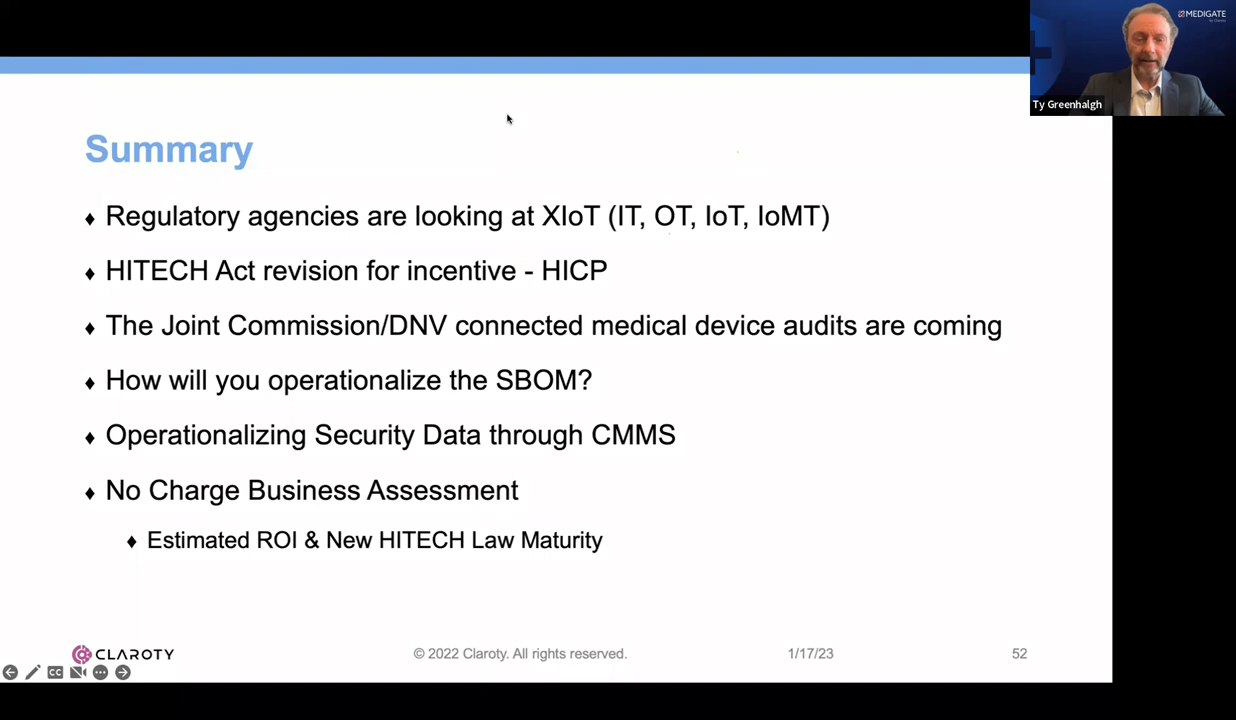 MEDIGATE
Ty Greenhalgh
Summary
♦ Regulatory agencies are looking at XIoT (IT, OT, IoT, IoMT)
♦ HITECH Act revision for incentive - HICP
♦ The Joint Commission/DNV connected medical device audits are coming
♦ How will you operationalize the SBOM?
♦ Operationalizing Security Data through CMMS
♦ No Charge Business Assessment
♦ Estimated ROI & New HITECH Law Maturity
CLAROTY
© 2022 Claroty. All rights reserved.
1/17/23
52
CC